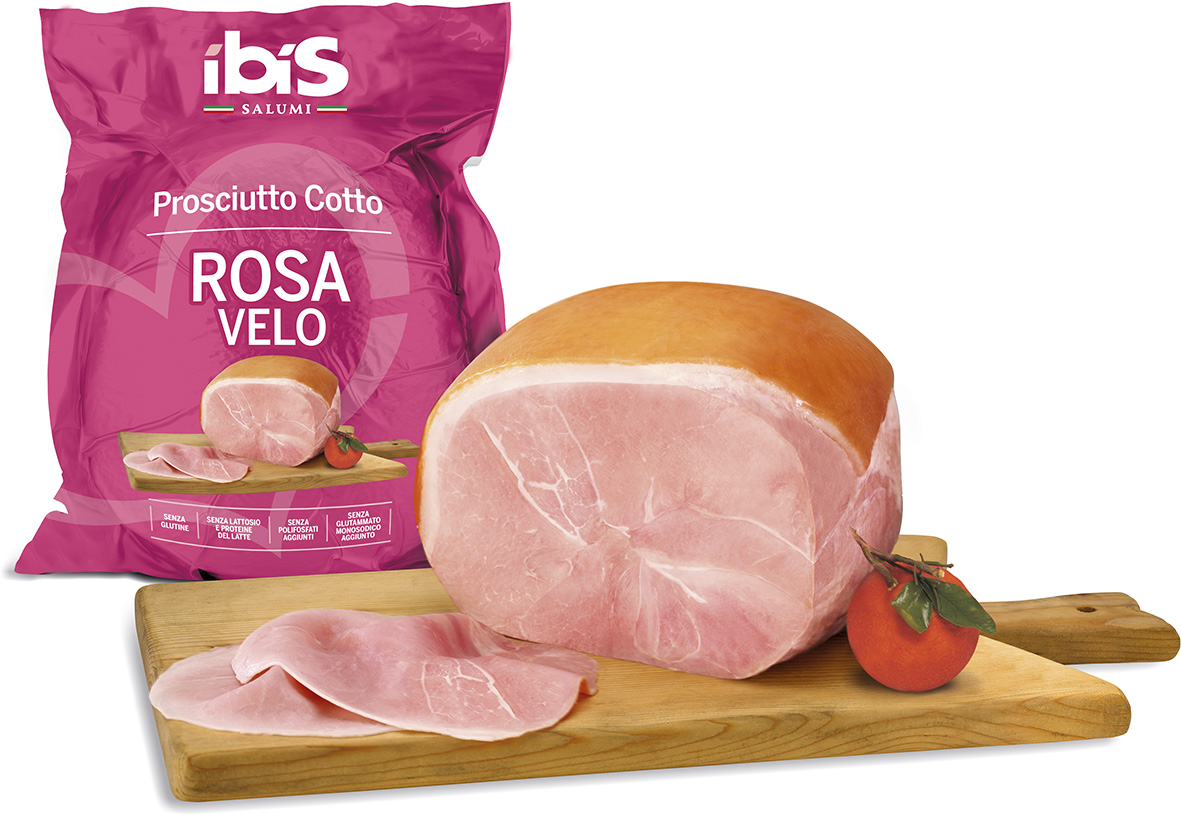 ibis
SALUMI
Prosciutto Cotto
ROSA
VELO
SENZA
GLUTINE
SENZA LATTOSIO
E PROTEINE
DEL LATTE
SENZA
POLIFOSFATI
AGGIUNTI
SENZA
GLUTAMMATO
MONOSODICO
AGGIUNTO